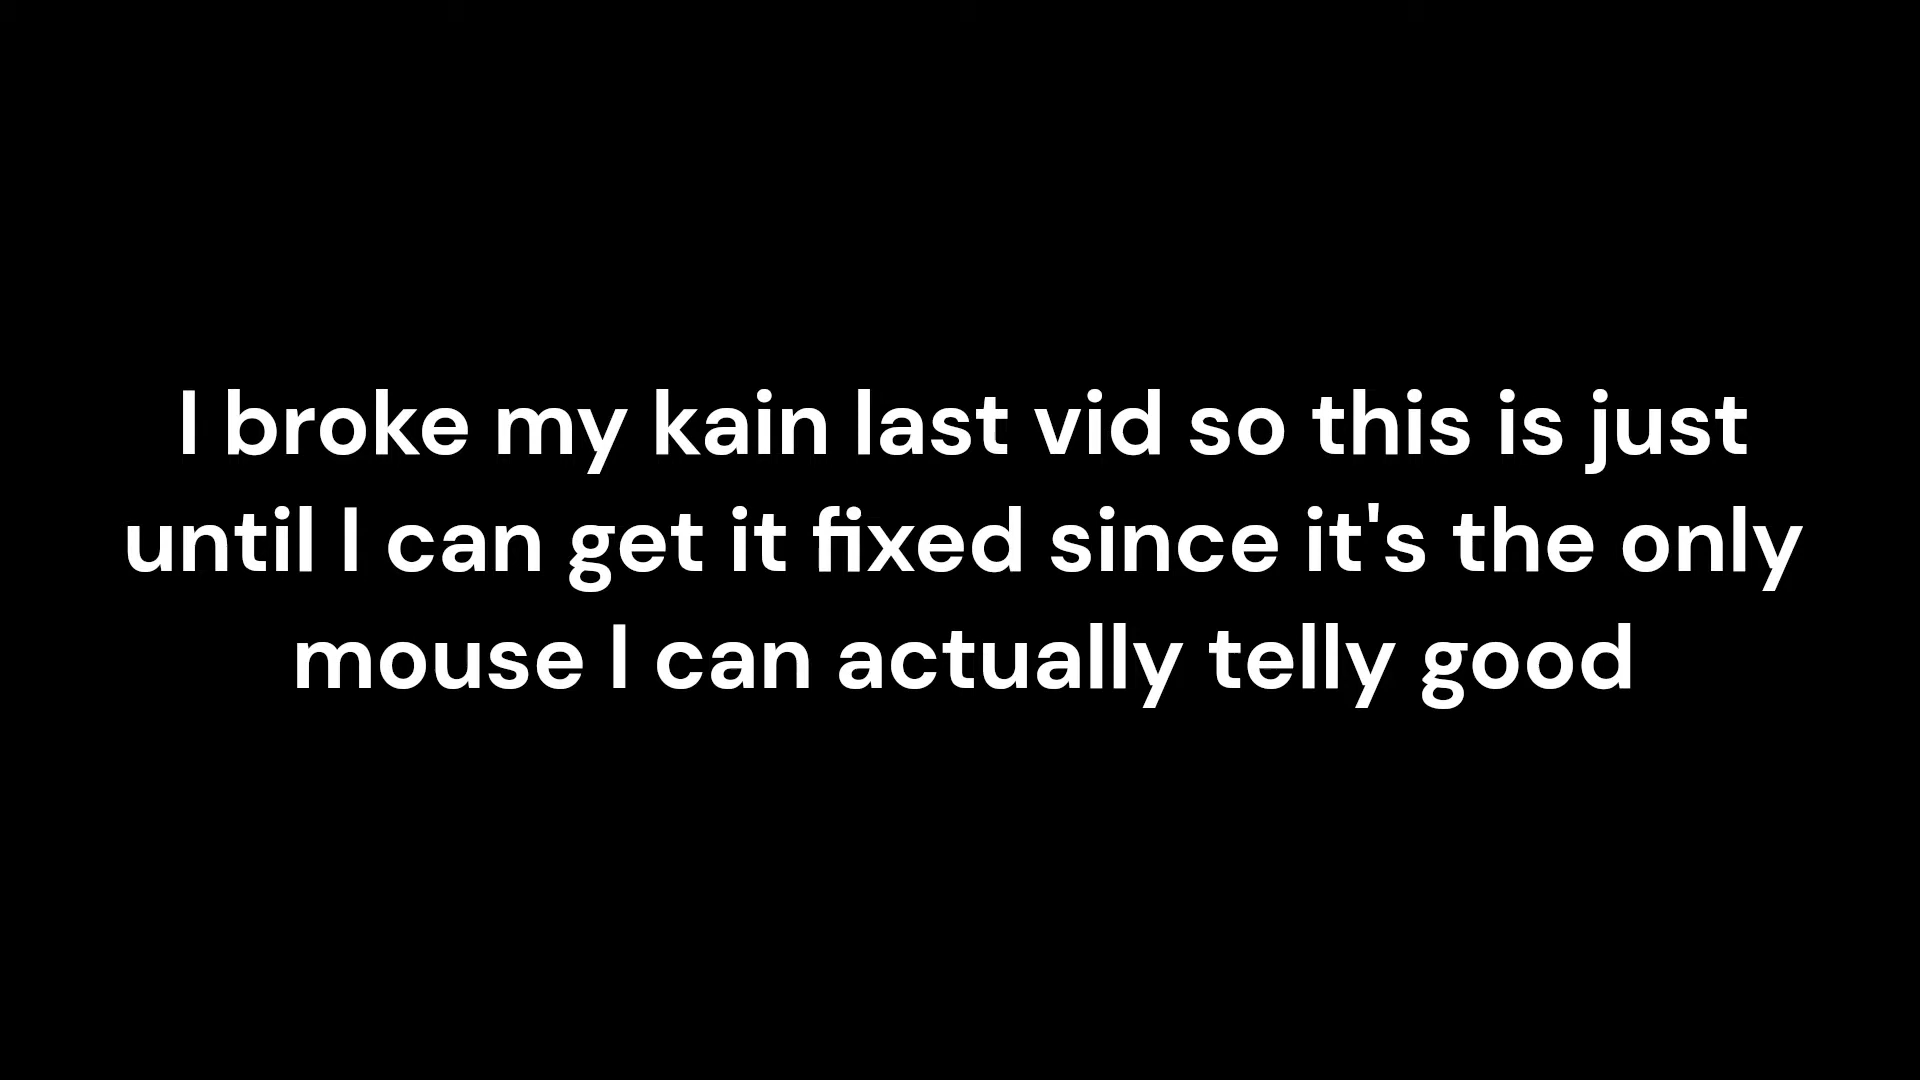 I broke my kain last vid so this is just
until I can get it fixed since it's the only
mouse I can actually telly good